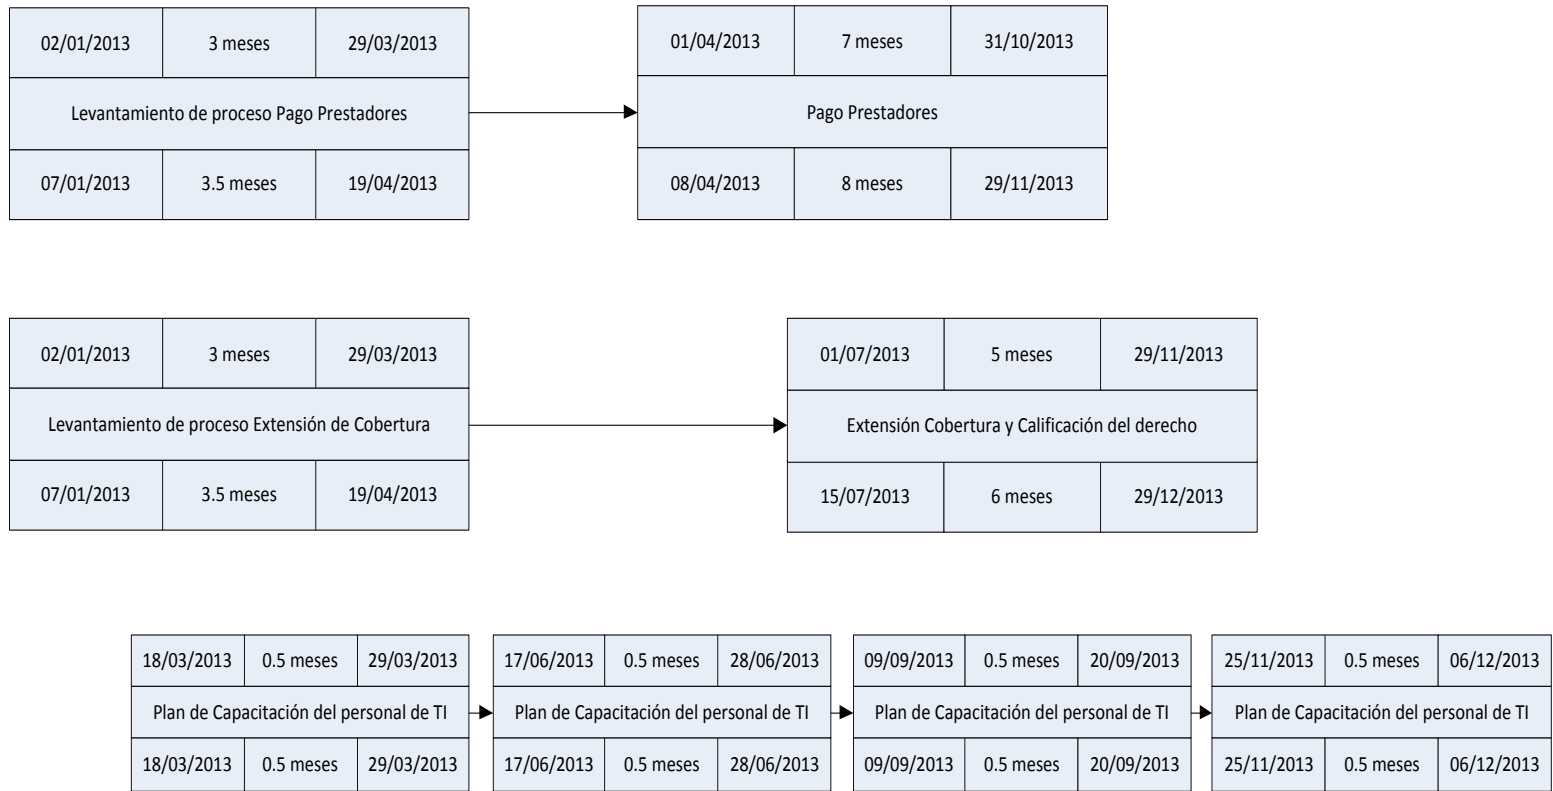 02/01/2013 3 meses 29/03/2013
Levantamiento de proceso Pago Prestadores
07/01/2013 3.5 meses 19/04/2013
01/04/2013 7 meses 31/10/2013
Pago Prestadores
08/04/2013 8 meses 29/11/2013
02/01/2013 3 meses 29/03/2013
Levantamiento de proceso Extensión de Cobertura
07/01/2013 3.5 meses 19/04/2013
01/07/2013 5 meses 29/11/2013
Extensión Cobertura y Calificación del derecho
15/07/2013 6 meses 29/12/2013
18/03/2013 0.5 meses 29/03/2013
Plan de Capacitación del personal de TI
18/03/2013 0.5 meses 29/03/2013
17/06/2013 0.5 meses 28/06/2013
Plan de Capacitación del personal de TI
17/06/2013 0.5 meses 28/06/2013
09/09/2013 0.5 meses 20/09/2013
Plan de Capacitación del personal de TI
09/09/2013 0.5 meses 20/09/2013
25/11/2013 0.5 meses 06/12/2013
Plan de Capacitación del personal de TI
25/11/2013 0.5 meses 06/12/2013